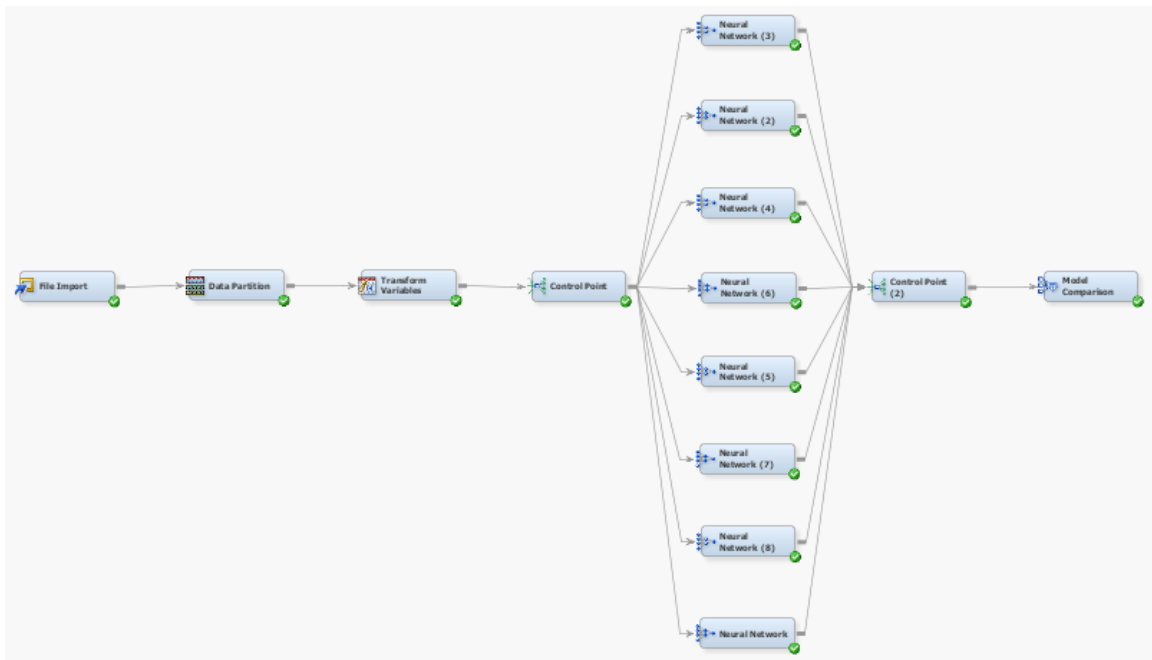 File Import
Data Partition
Transform
Variables
Control Point
Neural
Network (3)
Neural
Network (2)
Neural
Network (4)
Neural
Network (6)
Neural
Network (5)
Neural
Network (7)
Neural
Network (8)
Neural Network
Control Point
(2)
Model
Comparison